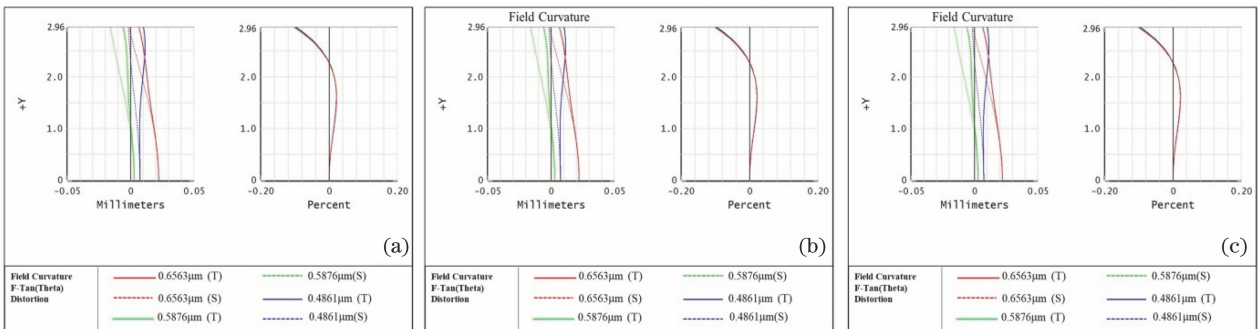 2.96
2.0
1.0
0
+Y
-0.05
0
0.05
Millimeters
2.96
2.0
1.0
0
-0.20
0
0.20
Percent
(a)
Field Curvature
F-Tan(Theta)
Distortion
0.6563μm (T)
0.6563μm (S)
0.5876μm (T)
0.5876μm(S)
0.4861μm (T)
0.4861μm(S)
Field Curvature
2.96
2.0
1.0
0
+Y
-0.05
0
0.05
Millimeters
2.96
2.0
1.0
0
-0.20
0
0.20
Percent
(b)
Field Curvature
F-Tan(Theta)
Distortion
0.6563μm (T)
0.6563μm (S)
0.5876μm (T)
0.5876μm(S)
0.4861μm (T)
0.4861μm(S)
Field Curvature
2.96
2.0
1.0
0
+Y
-0.05
0
0.05
Millimeters
2.96
2.0
1.0
0
-0.20
0
0.20
Percent
(c)
Field Curvature
F-Tan(Theta)
Distortion
0.6563μm (T)
0.6563μm (S)
0.5876μm (T)
0.5876μm(S)
0.4861μm (T)
0.4861μm(S)